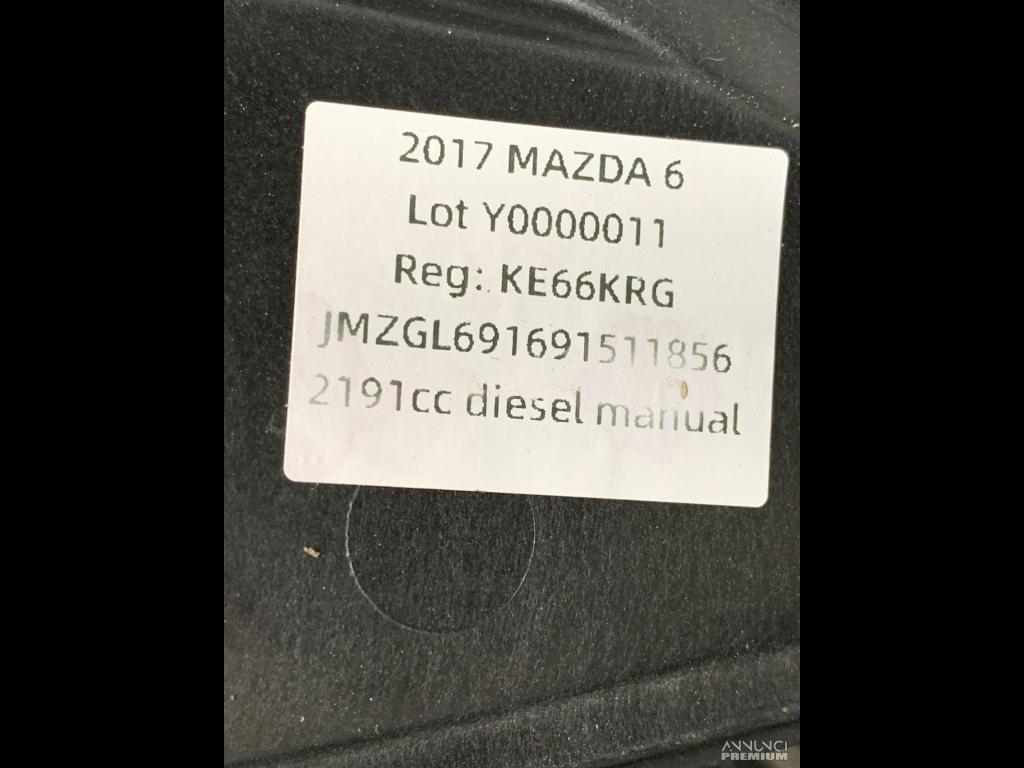 2017 MAZDA 6
Lot Y0000011
Reg: KE66KRG
JMZGL691691511856
2191cc diesel manual
ANNUNCI
PREMIUM